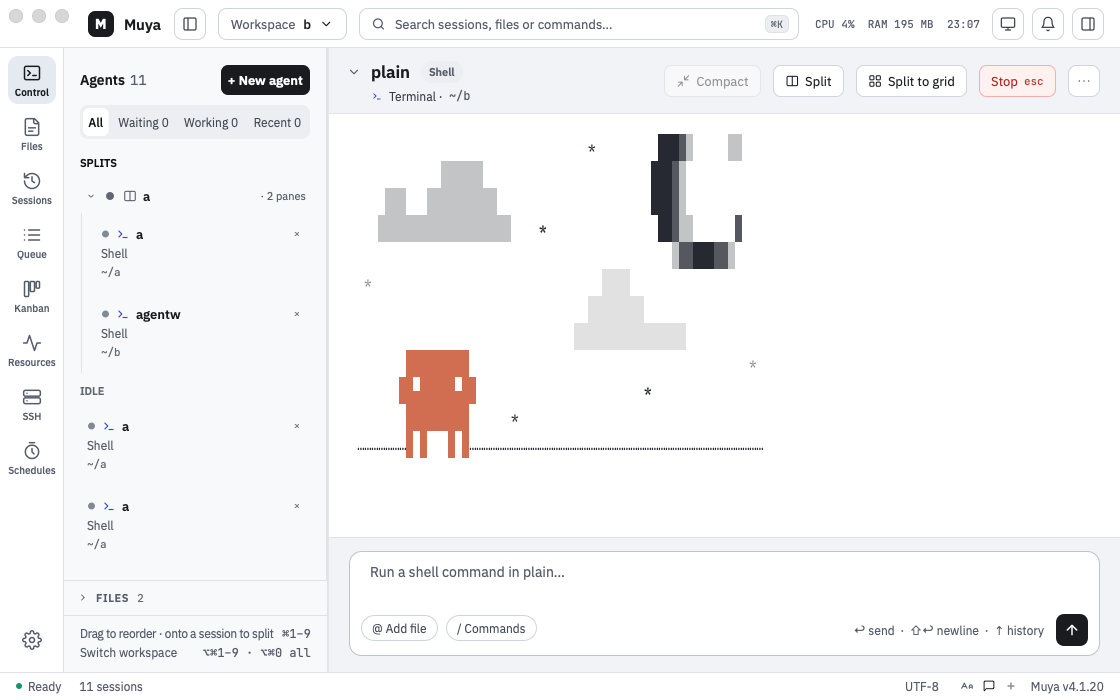 M Muya
Workspace b
Search sessions, files or commands...
⌘K
CPU 4% RAM 195 MB 23:07
Control
Files
Sessions
Queue
Kanban
Resources
SSH
Schedules
Agents 11
+ New agent
All Waiting 0 Working 0 Recent 0
SPLITS
a · 2 panes
a ×
Shell
~/a
agentw ×
Shell
~/b
IDLE
a ×
Shell
~/a
a ×
Shell
~/a
FILES 2
Drag to reorder · onto a session to split ⌘1–9
Switch workspace ⌥⌘1–9 · ⌥⌘0 all
plain Shell
Terminal · ~/b
Compact
Split
Split to grid
Stop esc
···
*
*
*
*
*
*
Run a shell command in plain...
@ Add file
/ Commands
↩ send · ⇧↩ newline · ↑ history
Ready 11 sessions
UTF-8 Aa + Muya v4.1.20